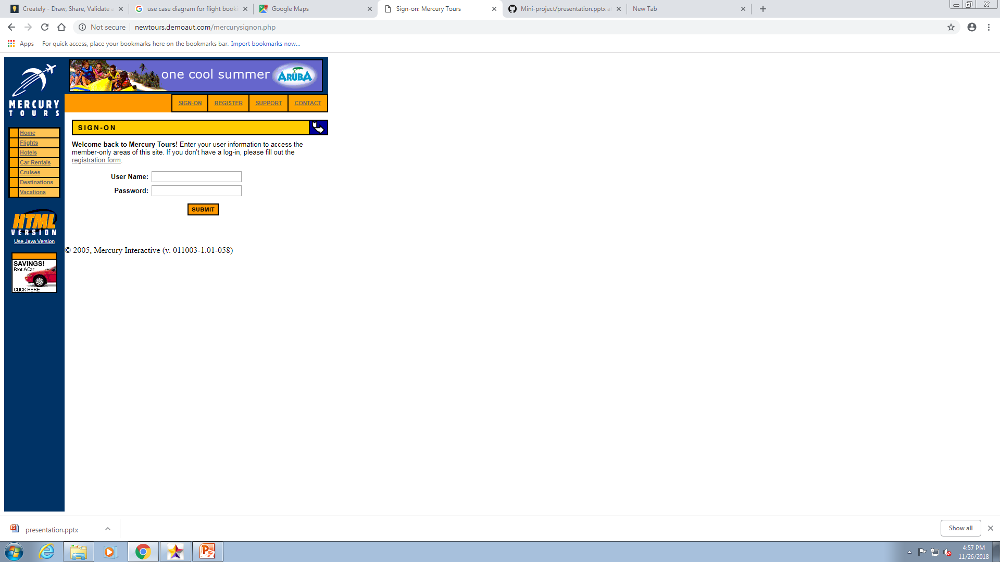 Creately - Draw, Share, Validate a
use case diagram for flight booki
Google Maps
Sign-on: Mercury Tours
Mini-project/presentation.pptx at
New Tab
Not secure
newtours.demoaut.com/mercurysignon.php
Apps
For quick access, place your bookmarks here on the bookmarks bar. Import bookmarks now...
MERCURY
TOURS
one cool summer
ARUBA
SIGN-ON
REGISTER
SUPPORT
CONTACT
SIGN-ON
Welcome back to Mercury Tours! Enter your user information to access the
member-only areas of this site. If you don't have a log-in, please fill out the
registration form.
User Name:
Password:
SUBMIT
Home
Flights
Hotels
Car Rentals
Cruises
Destinations
Vacations
HTML
VERSION
Use Java Version
© 2005, Mercury Interactive (v. 011003-1.01-058)
SAVINGS!
Rent A Car
CLICK HERE
presentation.pptx
Show all
4:57 PM
11/26/2018